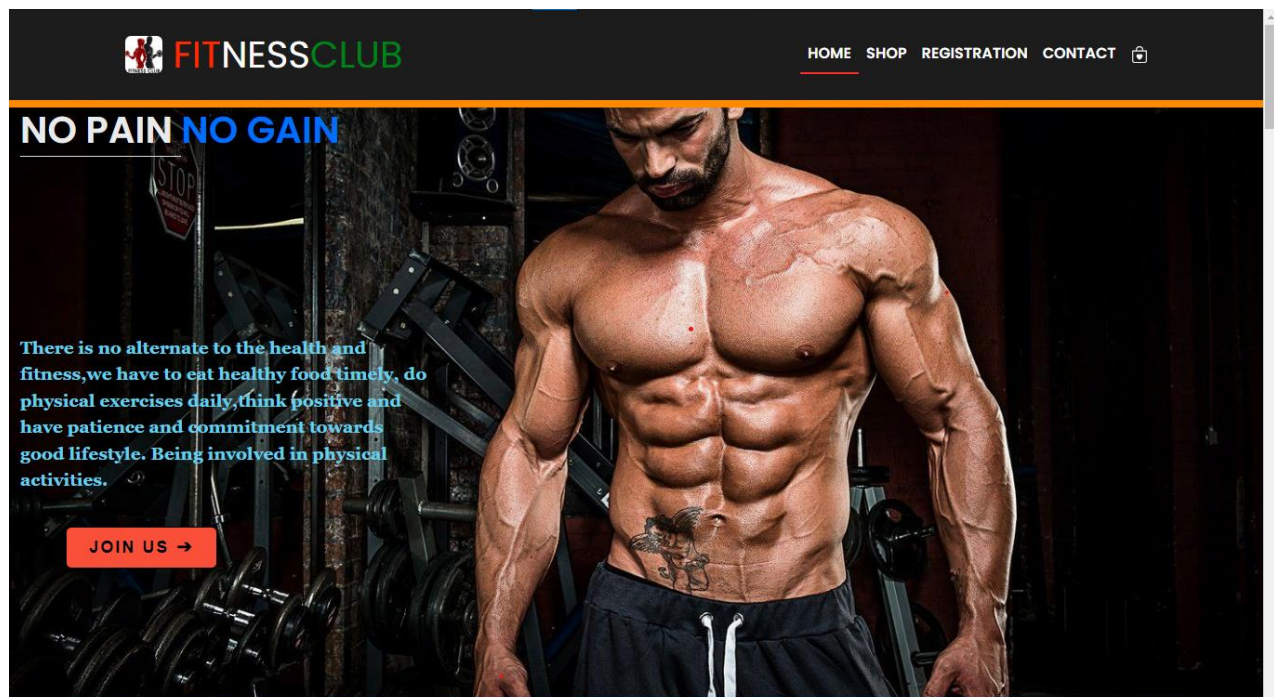 FITNESSCLUB
HOME SHOP REGISTRATION CONTACT
NO PAIN NO GAIN
STOP
There is no alternate to the health and
fitness,we have to eat healthy food timely, do
physical exercises daily,think positive and
have patience and commitment towards
good lifestyle. Being involved in physical
activities.
JOIN US ➔